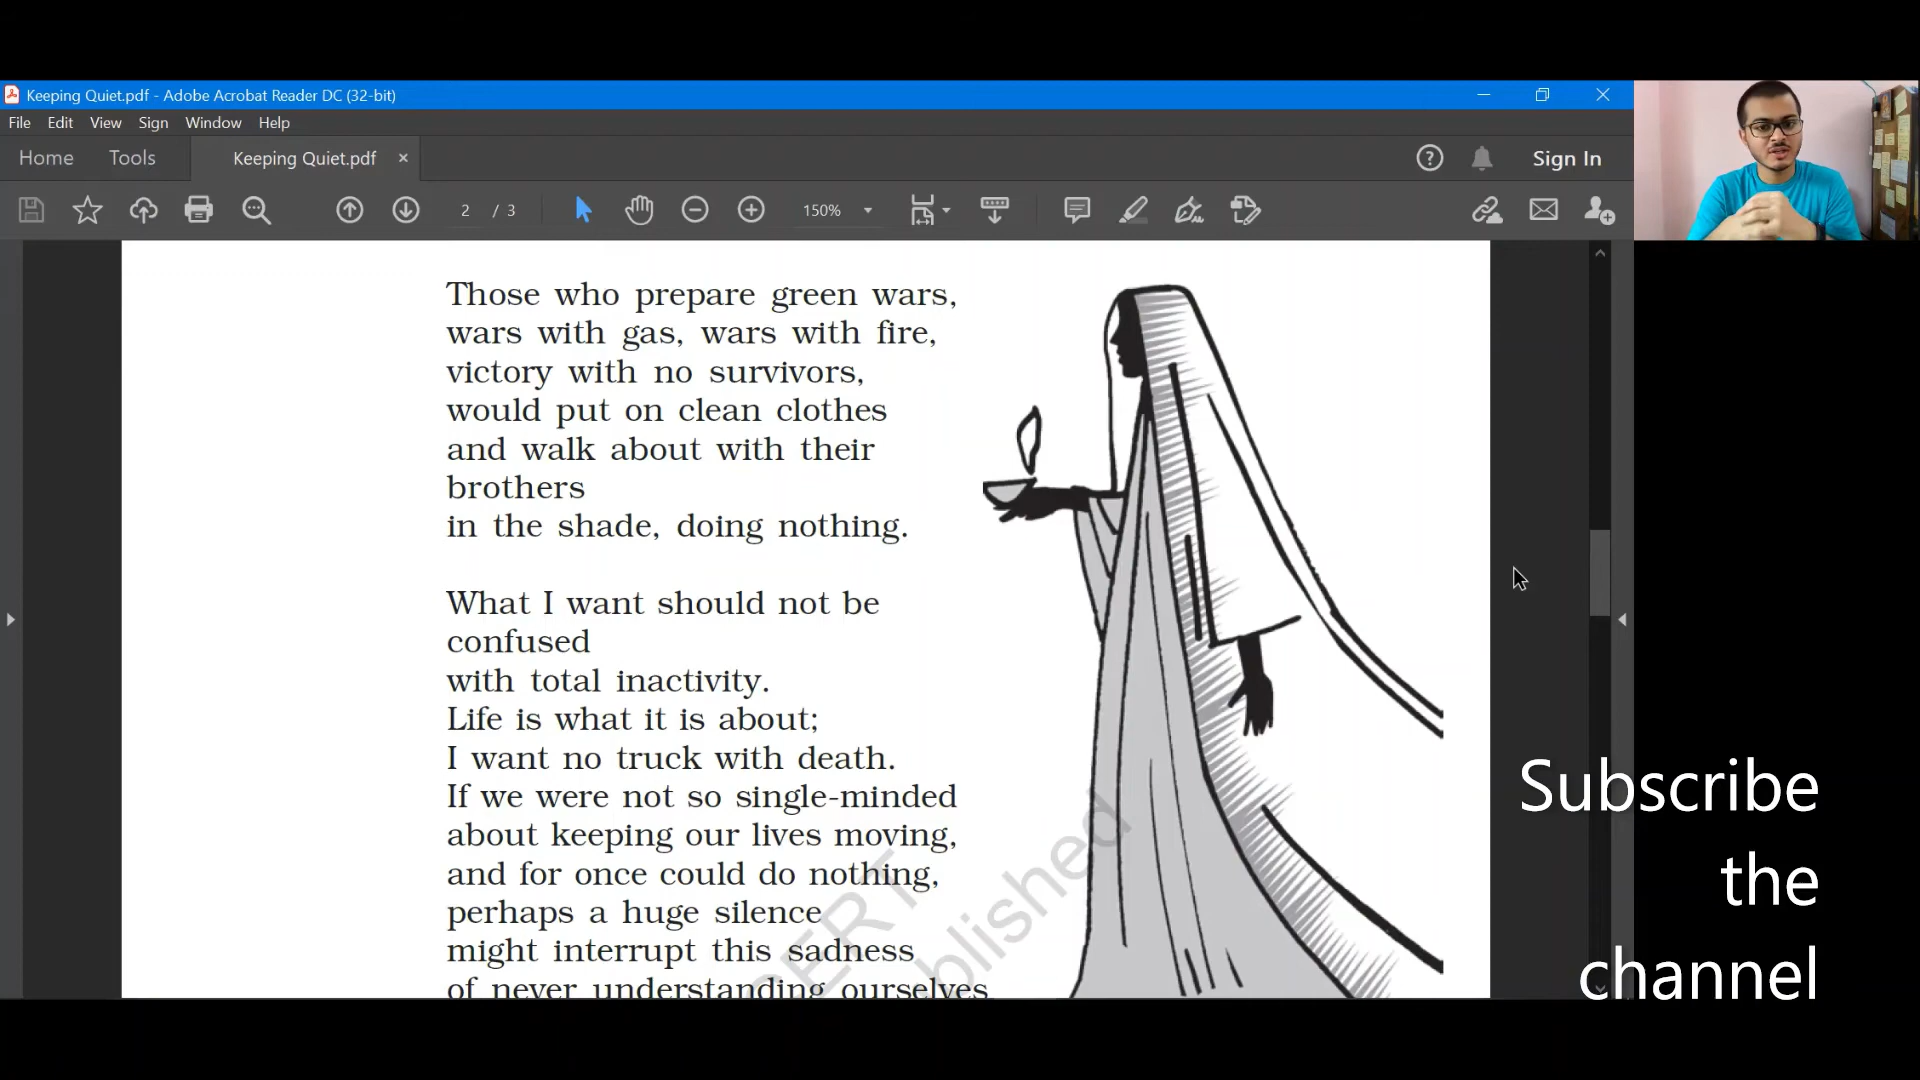 Keeping Quiet.pdf - Adobe Acrobat Reader DC (32-bit)
File Edit View Sign Window Help
Home Tools Keeping Quiet.pdf × Sign In
2 / 3 150%
Those who prepare green wars,
wars with gas, wars with fire,
victory with no survivors,
would put on clean clothes
and walk about with their
brothers
in the shade, doing nothing.
What I want should not be
confused
with total inactivity.
Life is what it is about;
I want no truck with death.
If we were not so single-minded
about keeping our lives moving,
and for once could do nothing,
perhaps a huge silence
might interrupt this sadness
of never understanding ourselves
CERT
blished
Subscribe
the
channel